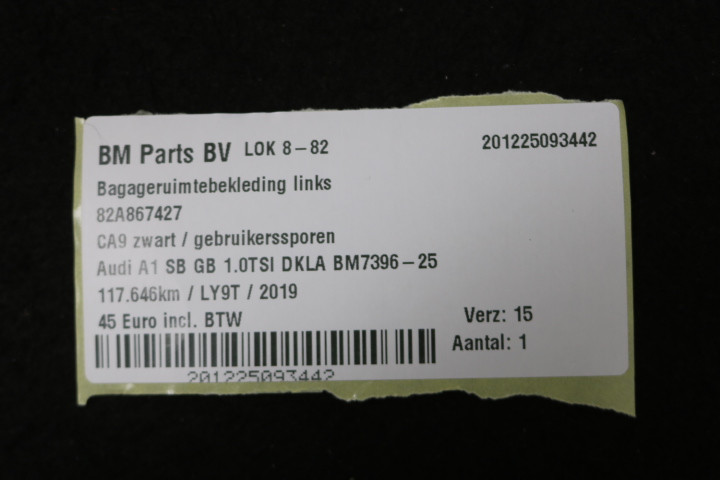 BM Parts BV LOK 8-82 201225093442
Bagageruimtebekleding links
82A867427
CA9 zwart / gebruikerssporen
Audi A1 SB GB 1.0TSI DKLA BM7396-25
117.646km / LY9T / 2019
45 Euro incl. BTW Verz: 15
Aantal: 1
201225093442